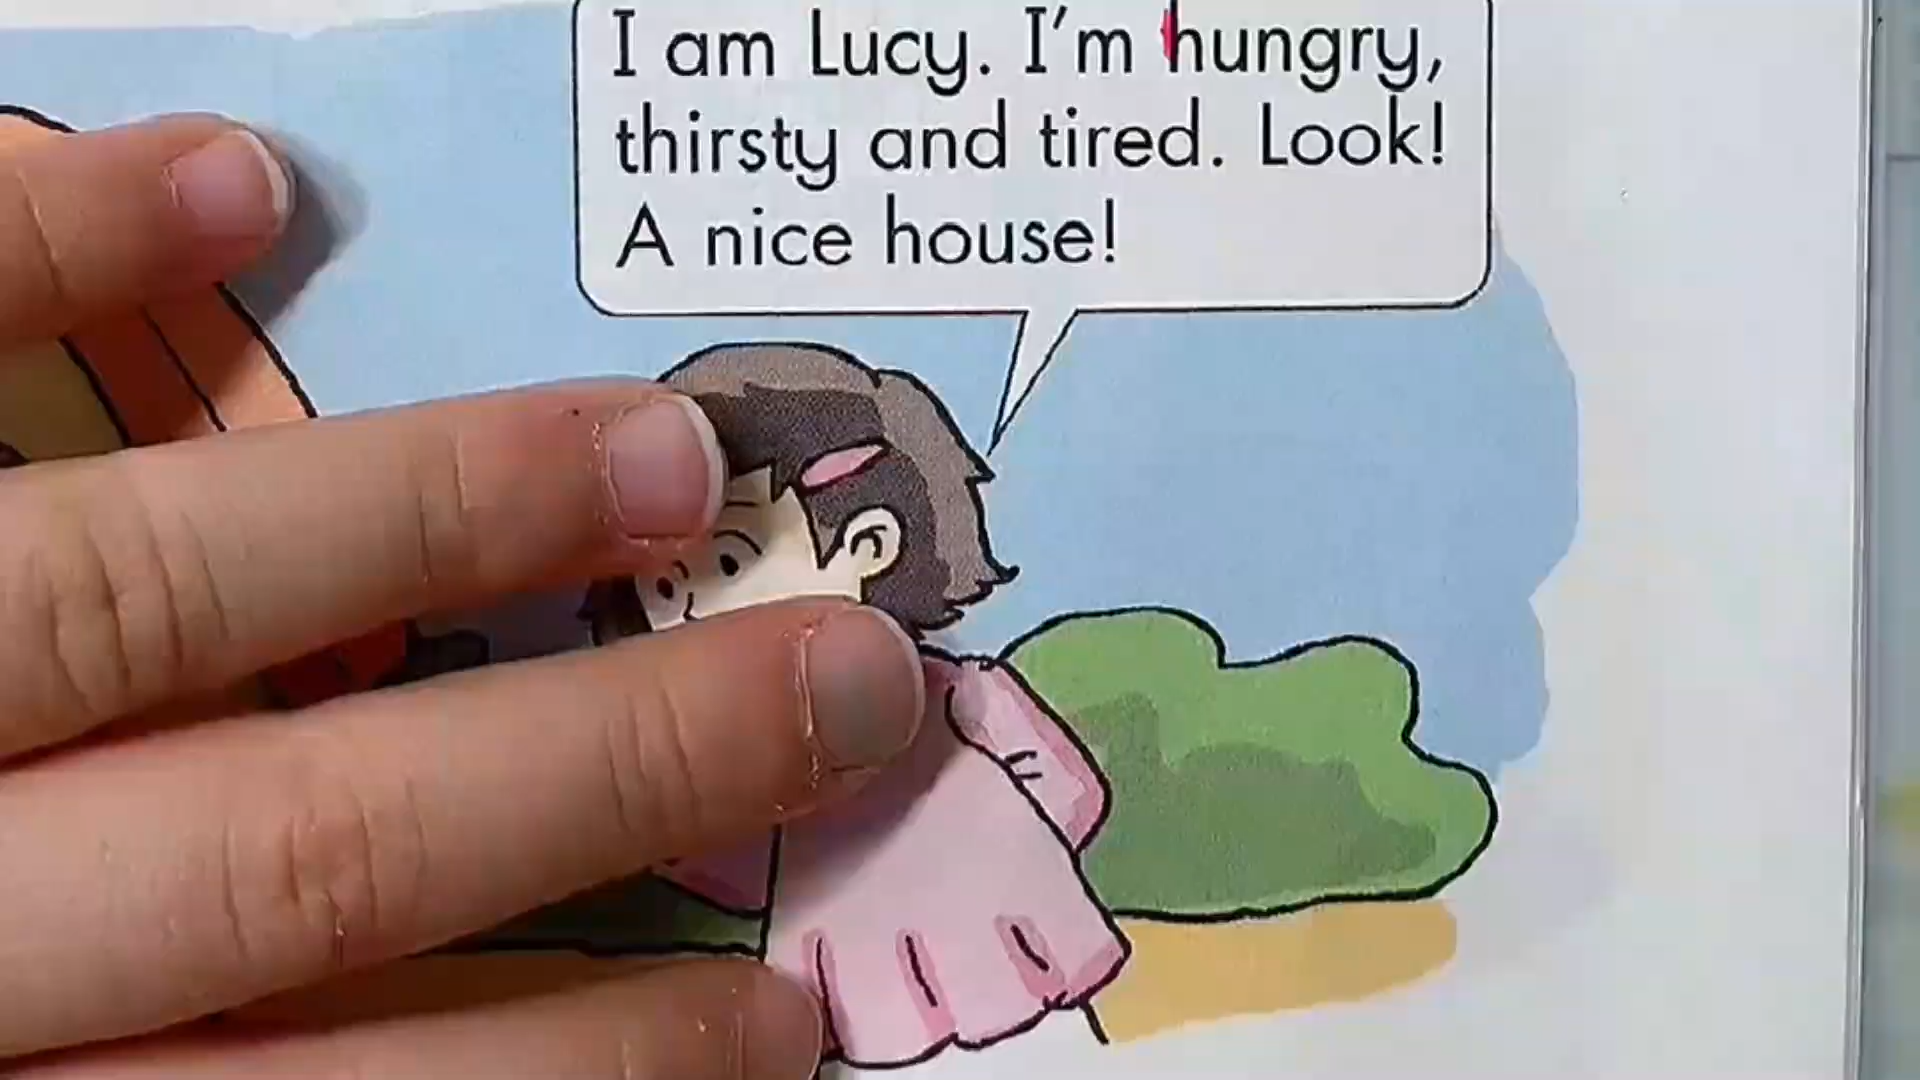 I am Lucy. I'm hungry,
thirsty and tired. Look!
A nice house!